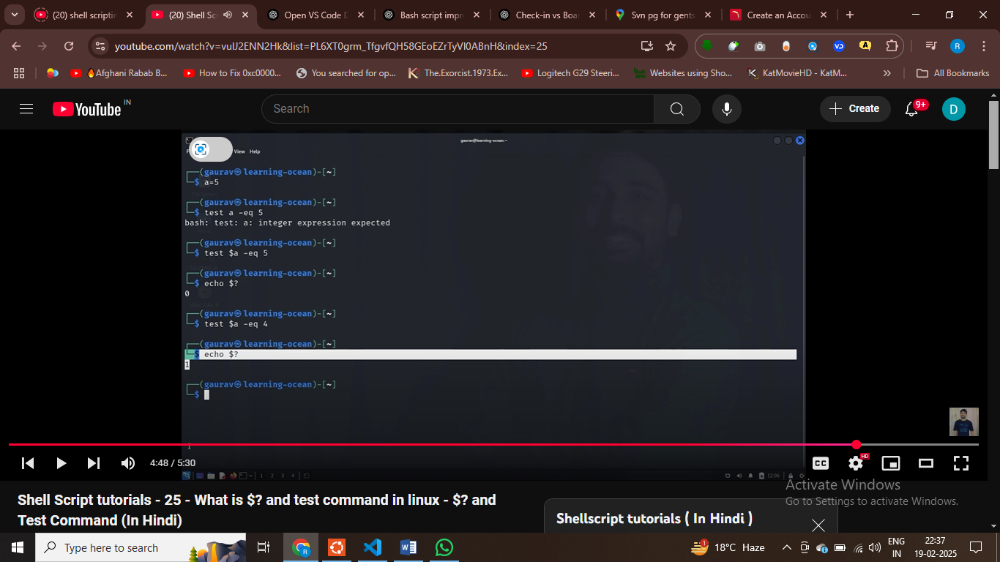 (20) shell scriptin
(20) Shell Sc
Open VS Code D
Bash script impr
Check-in vs Boa
Svn pg for gents
Create an Accou
youtube.com/watch?v=vulJ2ENN2Hk&list=PL6XT0grm_TfgvfQH58GEoEZrTyVl0ABnH&index=25
R
🔥Afghani Rabab B...
How to Fix 0xc0000...
You searched for op...
The.Exorcist.1973.Ex...
Logitech G29 Steeri...
Websites using Sho...
KatMovieHD - KatM...
All Bookmarks
YouTube IN
Search
Create
9+
D
gaurav@learning-ocean:~
View Help
(gaurav㉿learning-ocean)-[~]
$ a=5
(gaurav㉿learning-ocean)-[~]
$ test a -eq 5
bash: test: a: integer expression expected
(gaurav㉿learning-ocean)-[~]
$ test $a -eq 5
(gaurav㉿learning-ocean)-[~]
$ echo $?
0
(gaurav㉿learning-ocean)-[~]
$ test $a -eq 4
(gaurav㉿learning-ocean)-[~]
$ echo $?
1
(gaurav㉿learning-ocean)-[~]
$
4:48 / 5:30
CC
HD
1 2 3 4
12:06
Activate Windows
Go to Settings to activate Windows.
Shell Script tutorials - 25 - What is $? and test command in linux - $? and
Test Command (In Hindi)
Shellscript tutorials ( In Hindi )
Type here to search
1
18°C Haze
ENG
IN
22:37
19-02-2025